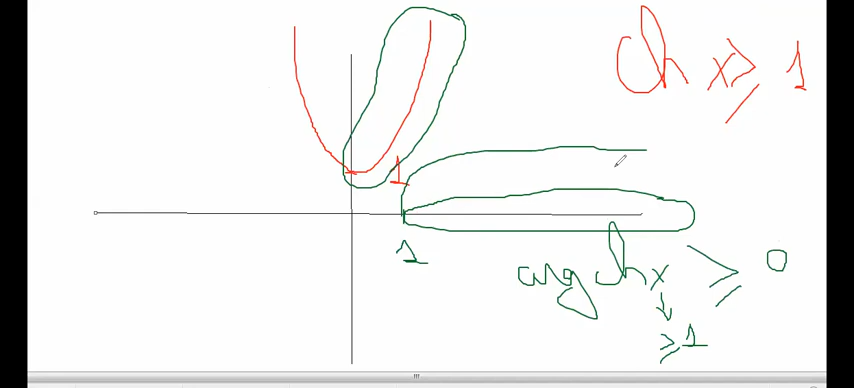 ch x ≥ 1
1
1
arg ch x ≥ 0
↓
≥ 1